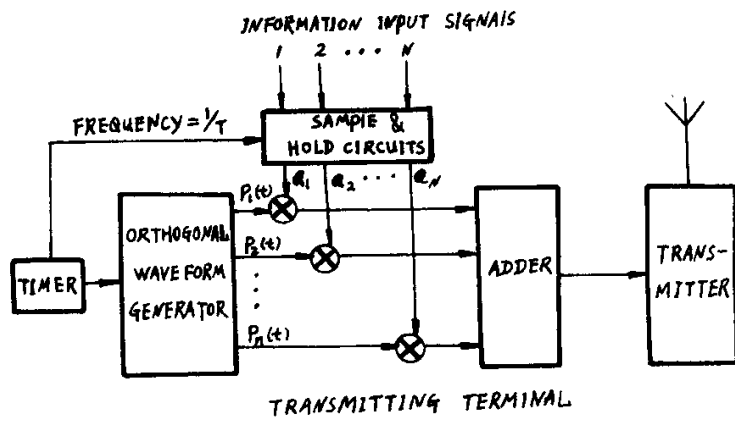 INFORMATION INPUT SIGNAIS
1 2 ... N
FREQUENCY = 1/T
SAMPIE &
HOLD CIRCUITS
a1 a2 ... aN
P1(t)
ORTHOGONAL
WAVE FORM
GENERATOR
P2(t)
Pn(t)
TIMER
ADDER
TRANS-
MITTER
TRANSMITTING TERMINAL